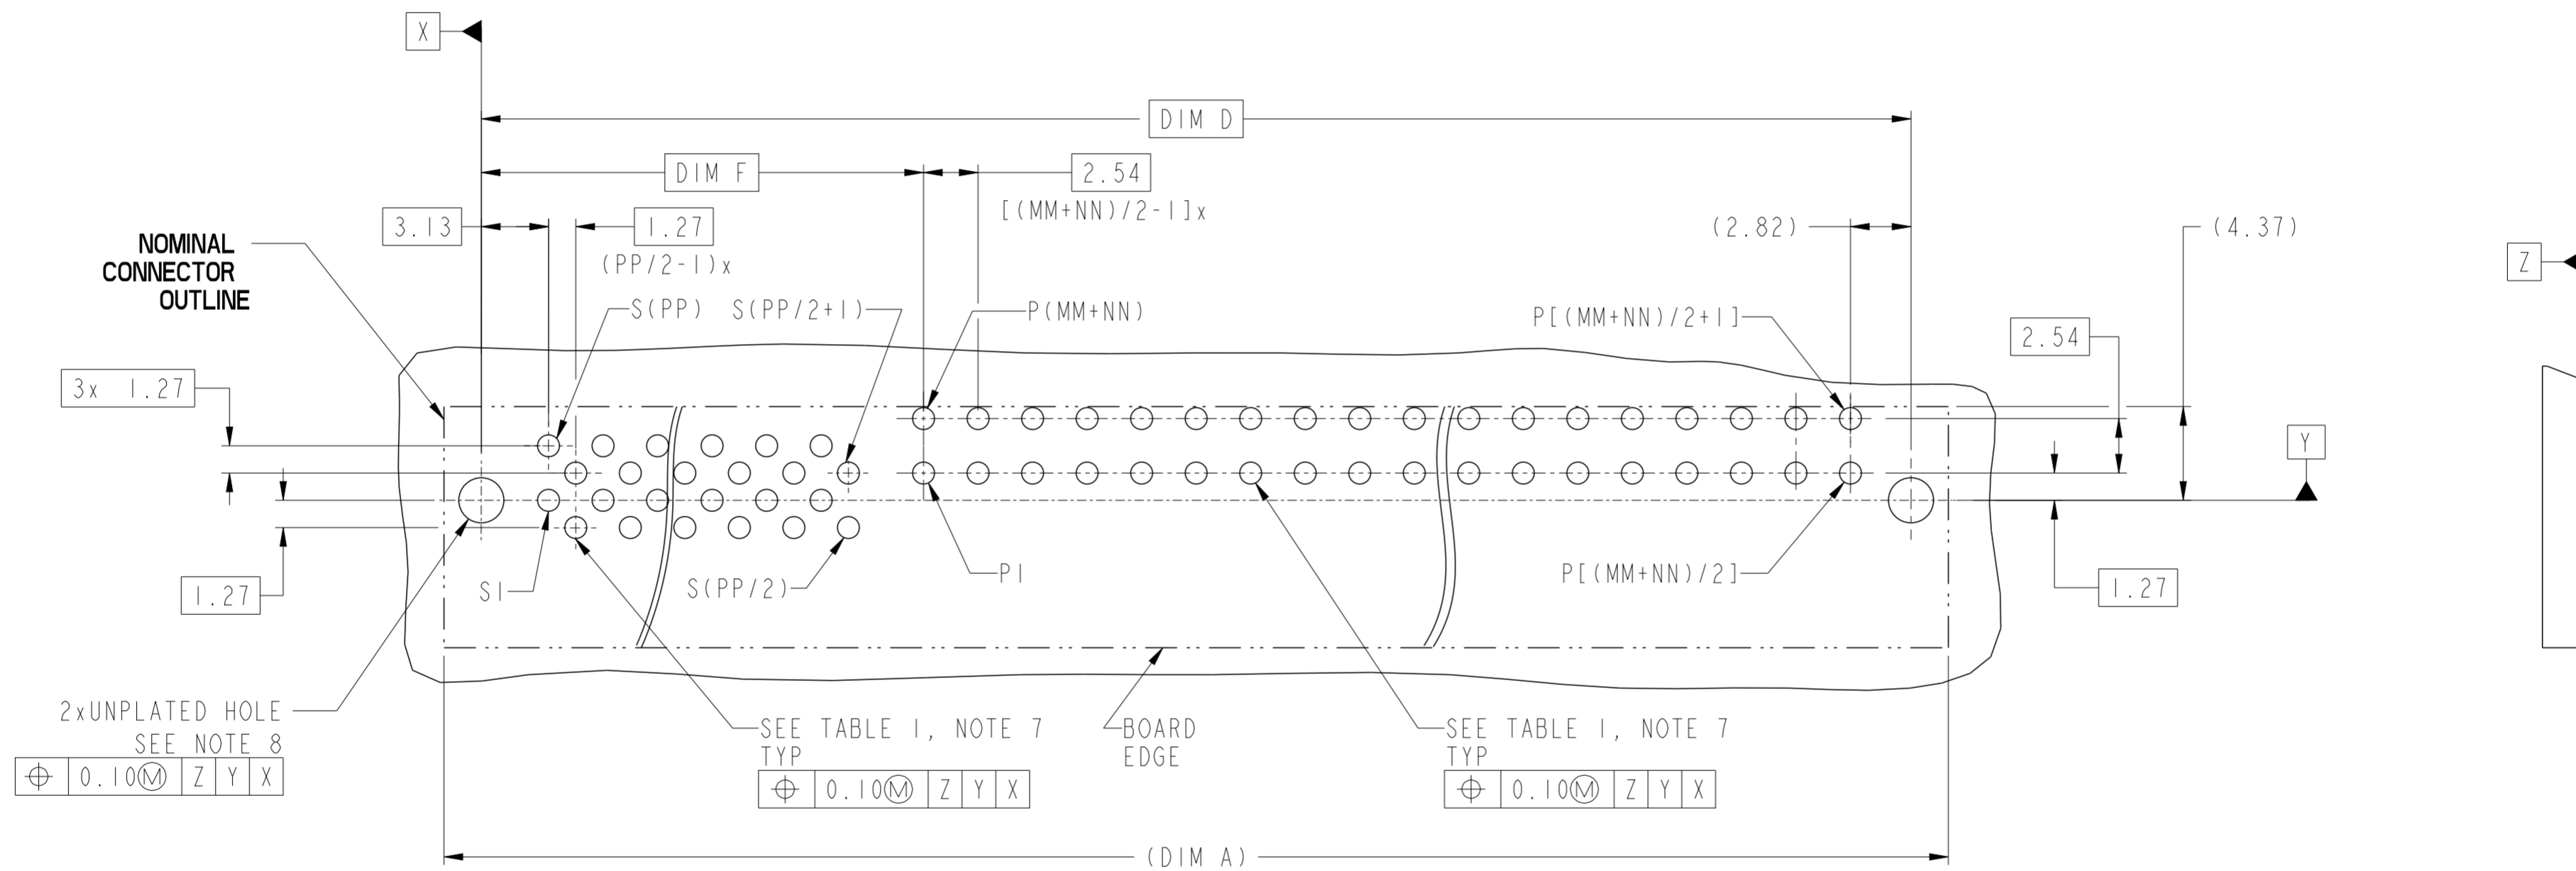 X
DIM D
DIM F
2.54
[(MM+NN)/2-1]x
3.13
1.27
(PP/2-1)x
(2.82)
(4.37)
NOMINAL
CONNECTOR
OUTLINE
Z
S(PP)
S(PP/2+1)
P(MM+NN)
P[(MM+NN)/2+1]
2.54
3x 1.27
Y
1.27
S1
S(PP/2)
P1
P[(MM+NN)/2]
1.27
2xUNPLATED HOLE
SEE NOTE 8
⌖ 0.10Ⓜ Z Y X
SEE TABLE 1, NOTE 7
TYP
⌖ 0.10Ⓜ Z Y X
BOARD
EDGE
SEE TABLE 1, NOTE 7
TYP
⌖ 0.10Ⓜ Z Y X
(DIM A)